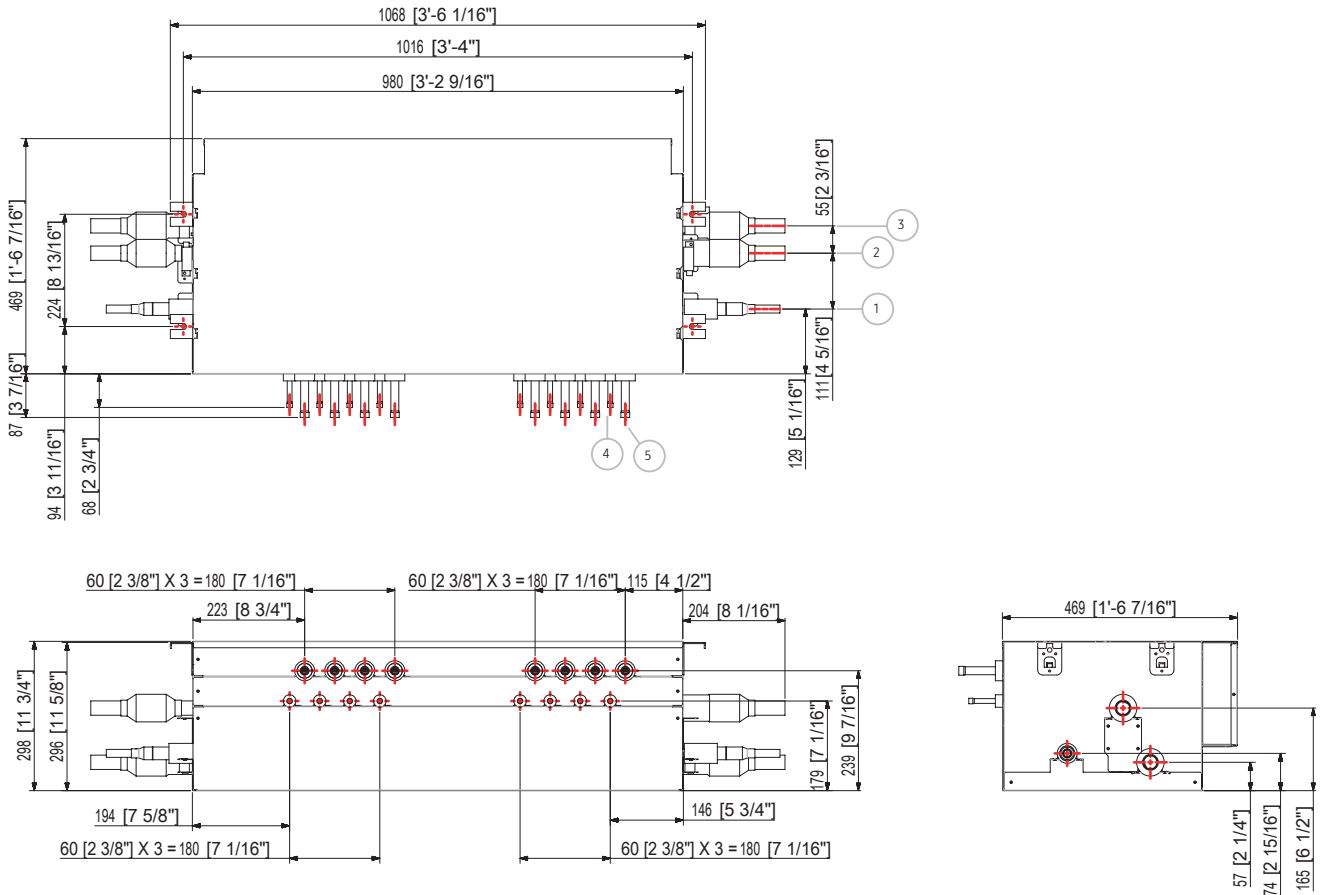 1068 [3'-6 1/16"]
1016 [3'-4"]
980 [3'-2 9/16"]
469 [1'-6 7/16"]
224 [8 13/16"]
87 [3 7/16"]
94 [3 11/16"]
68 [2 3/4"]
55 [2 3/16"]
3
2
1
111 [4 5/16"]
129 [5 1/16"]
4
5
60 [2 3/8"] X 3 = 180 [7 1/16"]
60 [2 3/8"] X 3 = 180 [7 1/16"]
115 [4 1/2"]
223 [8 3/4"]
204 [8 1/16"]
298 [11 3/4"]
296 [11 5/8"]
179 [7 1/16"]
239 [9 7/16"]
194 [7 5/8"]
146 [5 3/4"]
60 [2 3/8"] X 3 = 180 [7 1/16"]
60 [2 3/8"] X 3 = 180 [7 1/16"]
469 [1'-6 7/16"]
57 [2 1/4"]
74 [2 15/16"]
165 [6 1/2"]